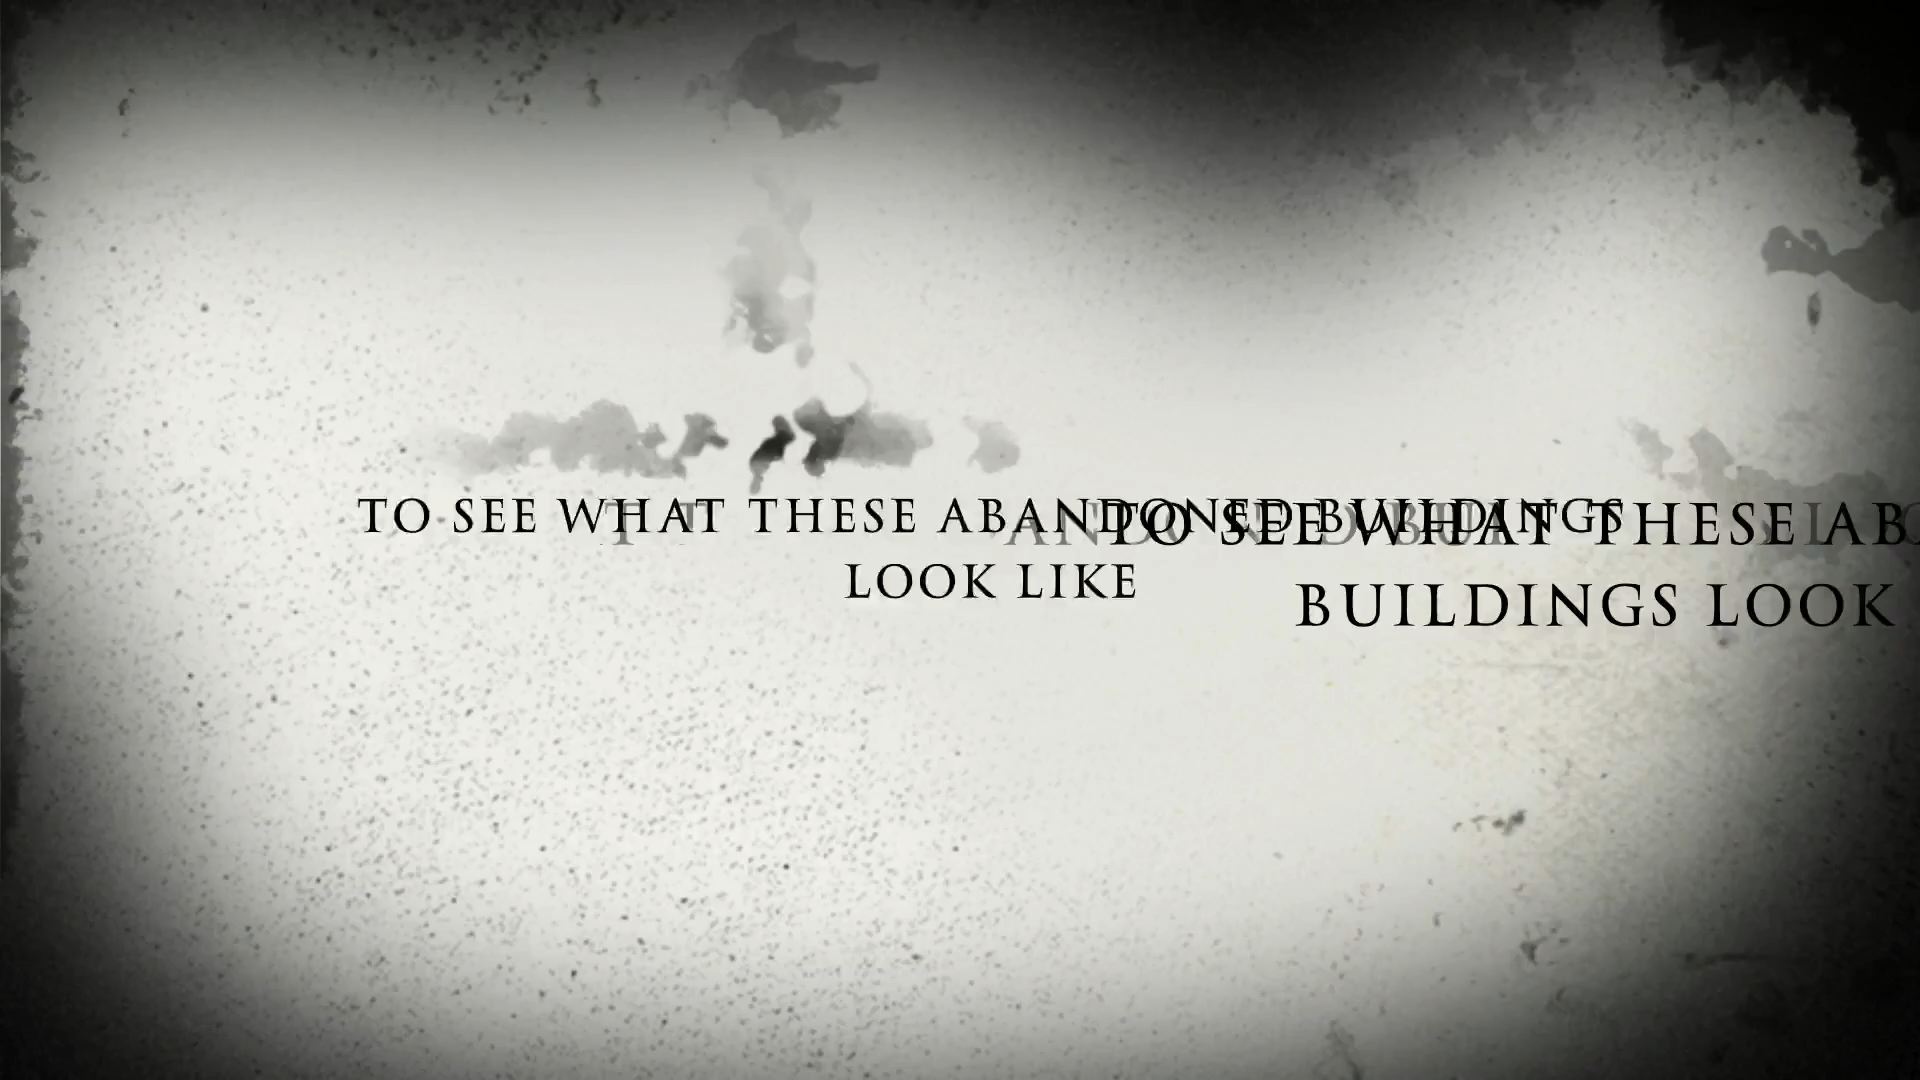 TO SEE WHAT THESE ABANDONED BUILDINGS
LOOK LIKE
TO SEE WHAT THESE AB
BUILDINGS LOOK